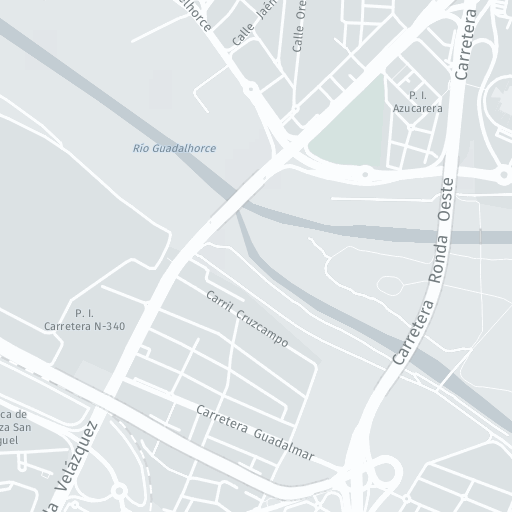 Calle Jaén
Calle Ore
Carretera
P. I.
Azucarera
Río Guadalhorce
Carretera Ronda Oeste
P. I.
Carretera N-340
Carril Cruzcampo
Carretera Guadalmar
Velázquez